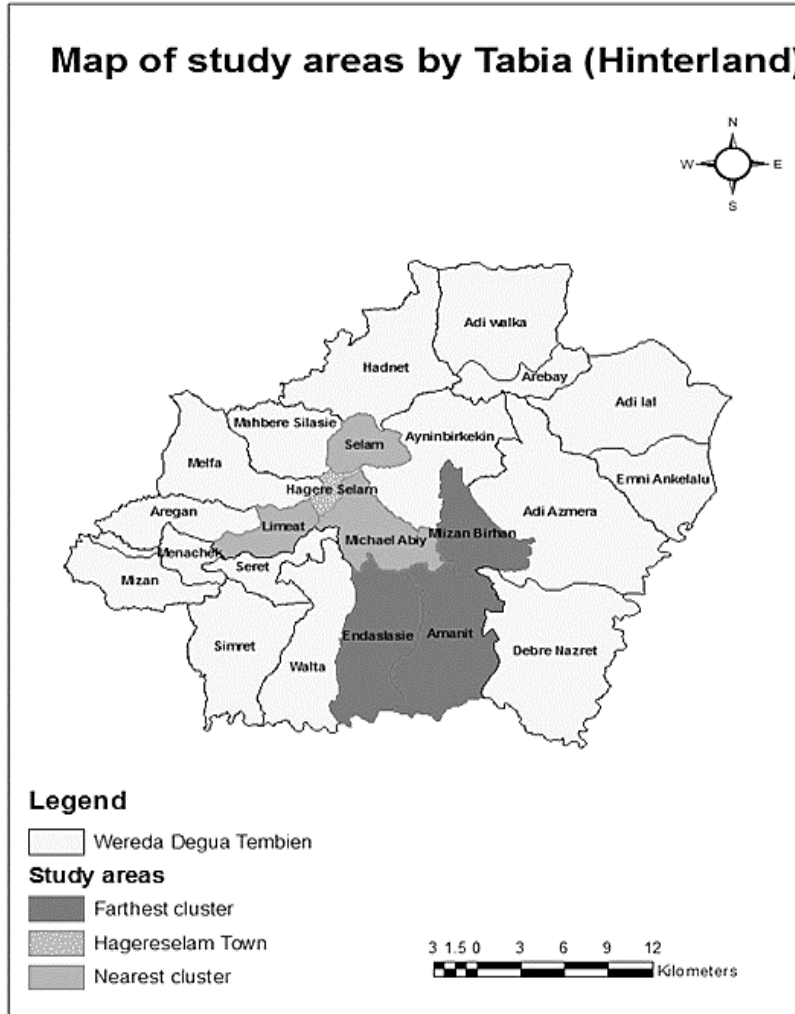 Map of study areas by Tabia (Hinterland)
N
W E
S
Adi walka
Hadnet
Arebay
Adi lal
Mahbere Silasie
Selam
Ayninbirkekin
Melfa
Emni Ankelalu
Hagere Selam
Aregan
Adi Azmera
Limeat
Michael Abiy
Mizan Birhan
Menachek
Seret
Mizan
Endaslasie
Amanit
Simret
Walta
Debre Nazret
Legend
Wereda Degua Tembien
Study areas
Farthest cluster
Hagereselam Town
Nearest cluster
3 1.5 0 3 6 9 12
Kilometers